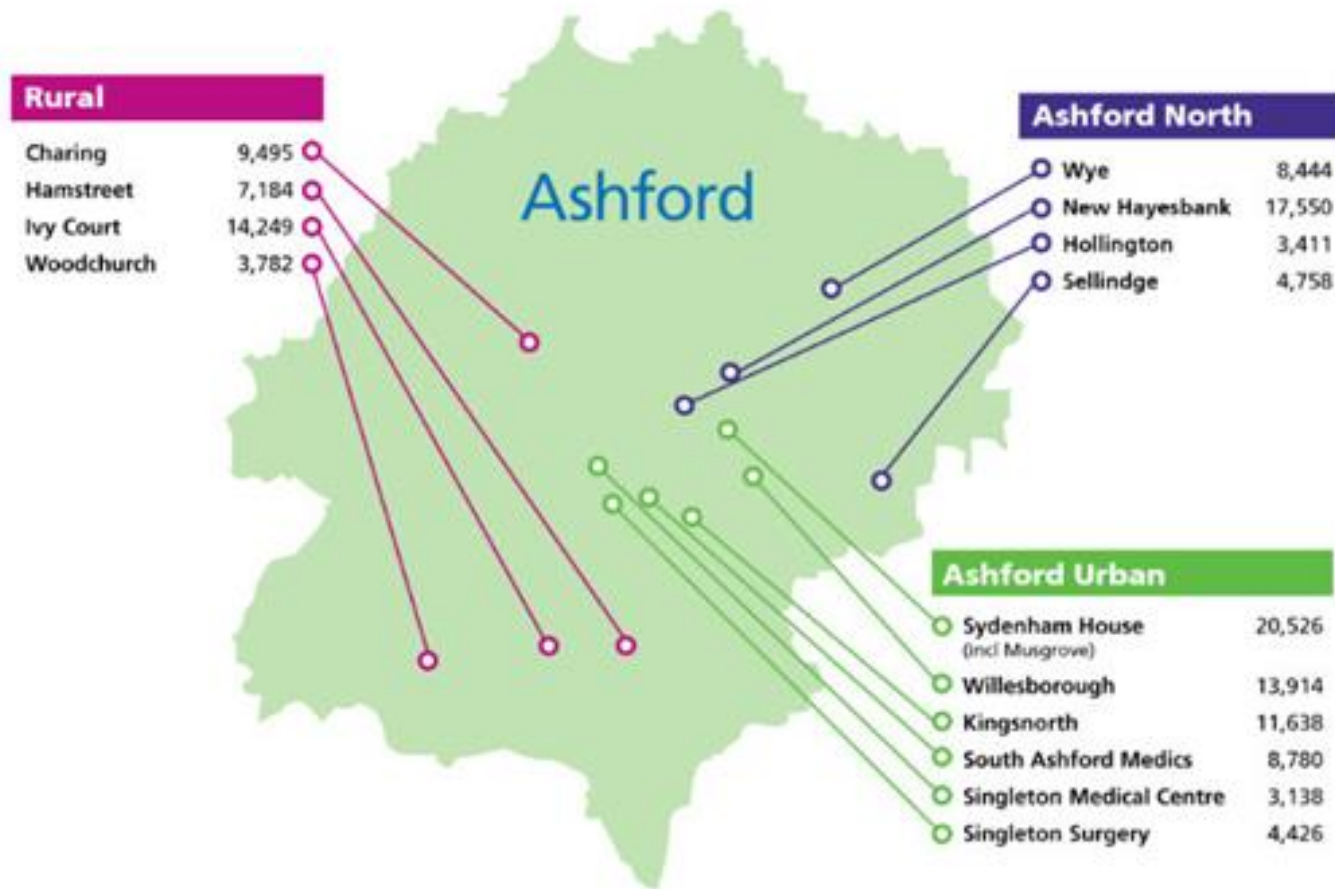 Ashford
Rural
Charing 9,495
Hamstreet 7,184
Ivy Court 14,249
Woodchurch 3,782
Ashford North
Wye 8,444
New Hayesbank 17,550
Hollington 3,411
Sellindge 4,758
Ashford Urban
Sydenham House 20,526
(incl Musgrove)
Willesborough 13,914
Kingsnorth 11,638
South Ashford Medics 8,780
Singleton Medical Centre 3,138
Singleton Surgery 4,426